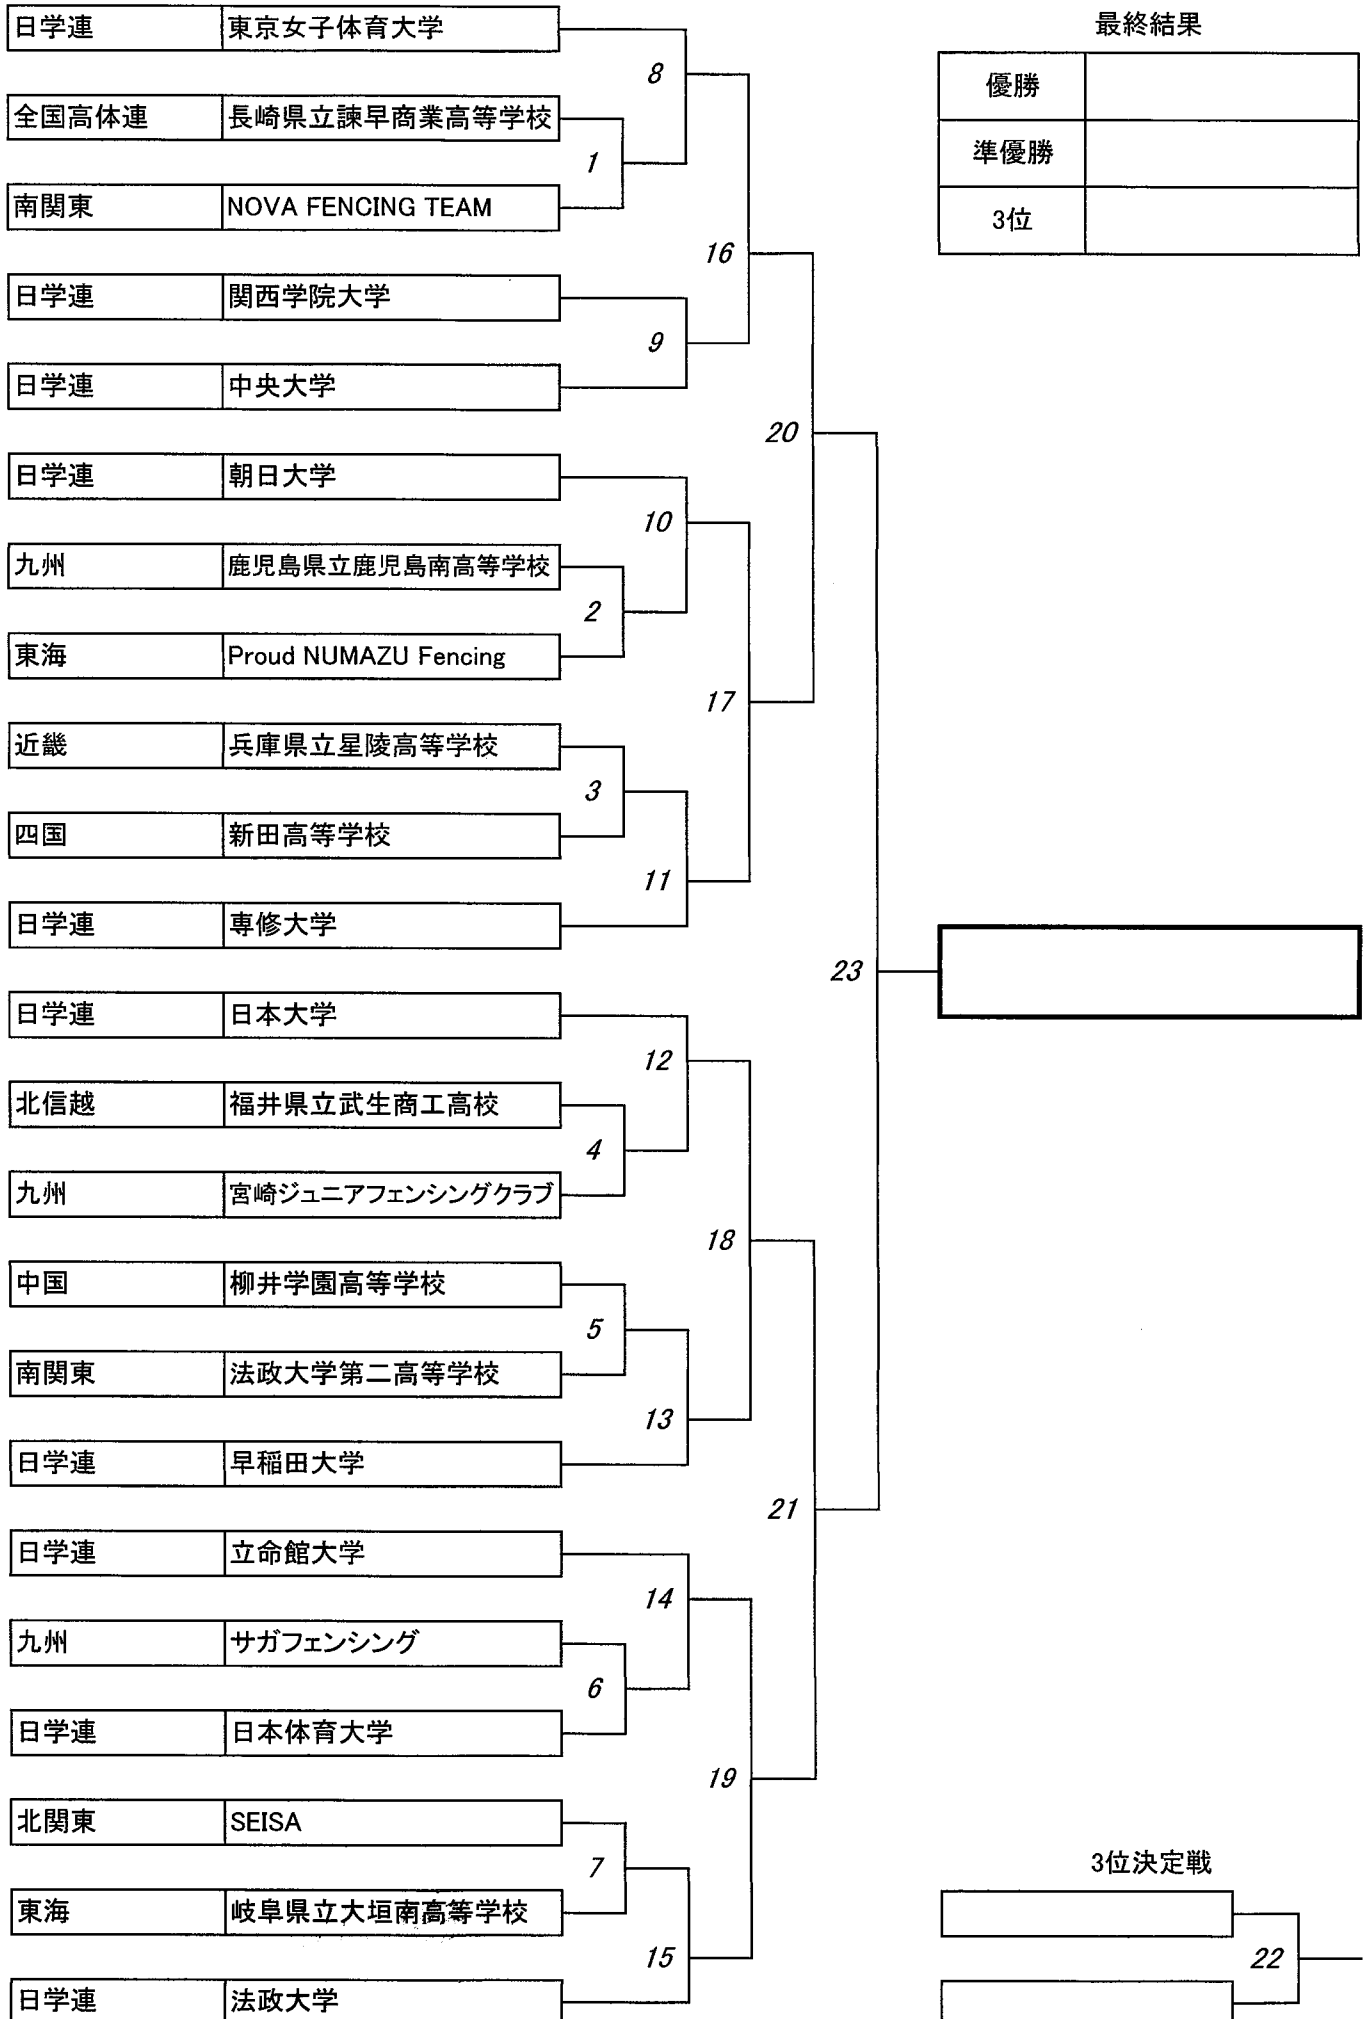 最終結果
優勝
準優勝
3位
日学連 東京女子体育大学
8
全国高体連 長崎県立諫早商業高等学校
1
南関東 NOVA FENCING TEAM
16
日学連 関西学院大学
9
日学連 中央大学
20
日学連 朝日大学
10
九州 鹿児島県立鹿児島南高等学校
2
東海 Proud NUMAZU Fencing
17
近畿 兵庫県立星陵高等学校
3
四国 新田高等学校
11
日学連 専修大学
23
日学連 日本大学
12
北信越 福井県立武生商工高校
4
九州 宮崎ジュニアフェンシングクラブ
18
中国 柳井学園高等学校
5
南関東 法政大学第二高等学校
13
日学連 早稲田大学
21
日学連 立命館大学
14
九州 サガフェンシング
6
日学連 日本体育大学
19
北関東 SEISA
7
東海 岐阜県立大垣南高等学校
15
日学連 法政大学
3位決定戦
22